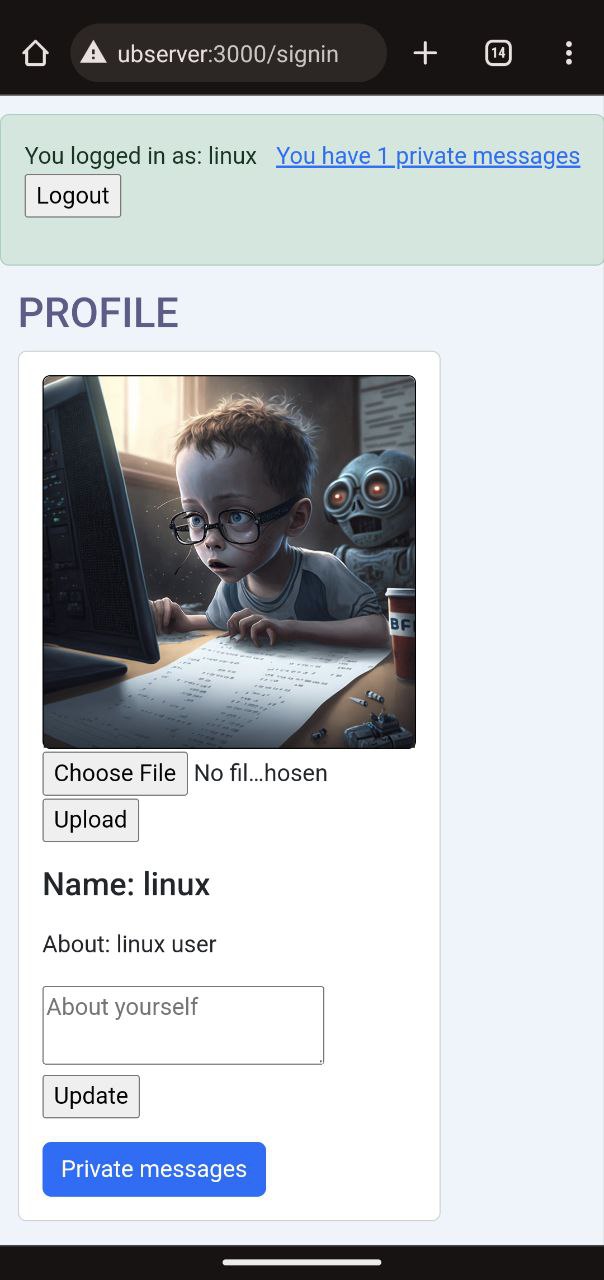 ubserver:3000/signin
14
You logged in as: linux You have 1 private messages
Logout
PROFILE
Choose File No fil...hosen
Upload
Name: linux
About: linux user
About yourself
Update
Private messages